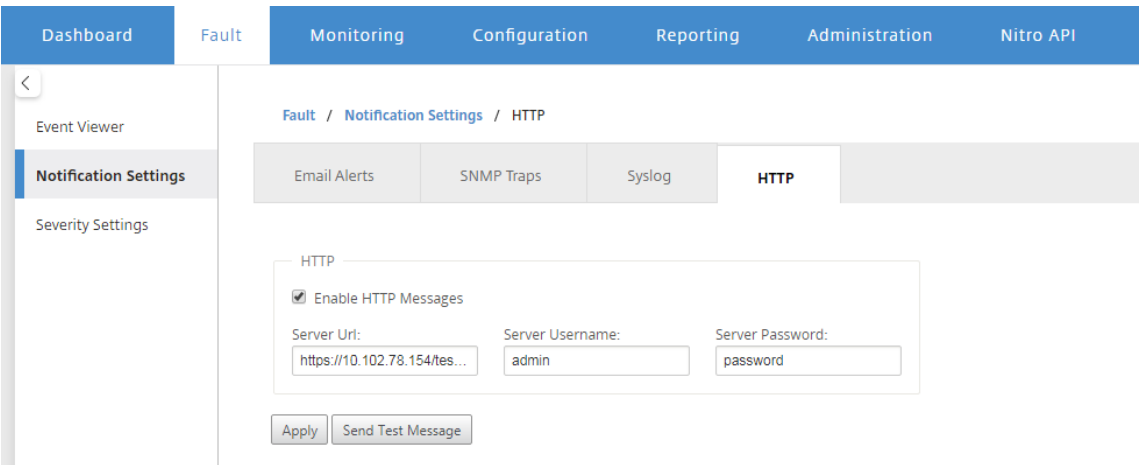 Dashboard Fault Monitoring Configuration Reporting Administration Nitro API
Fault / Notification Settings / HTTP
Event Viewer
Notification Settings
Severity Settings
Email Alerts SNMP Traps Syslog HTTP
HTTP
Enable HTTP Messages
Server Url: Server Username: Server Password:
https://10.102.78.154/tes... admin password
Apply Send Test Message